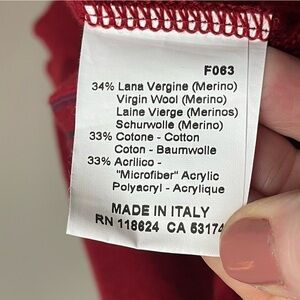 F063
34% Lana Vergine (Merino)
Virgin Wool (Merino)
Laine Vierge (Merinos)
Schurwolle (Merino)
33% Cotone - Cotton
Coton - Baumwolle
33% Acrilico -
"Microfiber" Acrylic
Polyacryl - Acrylique
MADE IN ITALY
RN 118624 CA 53174